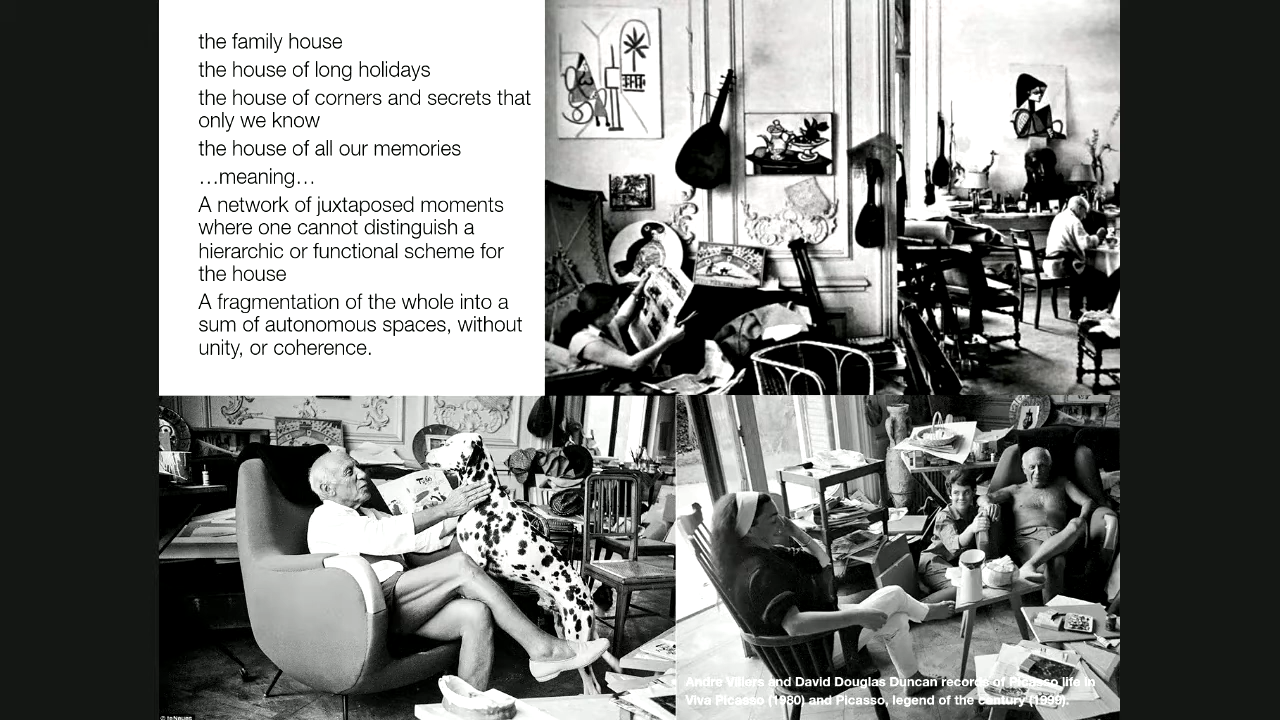 the family house
the house of long holidays
the house of corners and secrets that
only we know
the house of all our memories
…meaning…
A network of juxtaposed moments
where one cannot distinguish a
hierarchic or functional scheme for
the house
A fragmentation of the whole into a
sum of autonomous spaces, without
unity, or coherence.
Andre Villers and David Douglas Duncan records of Picasso life in
Viva Picasso (1980) and Picasso, legend of the century (1999).